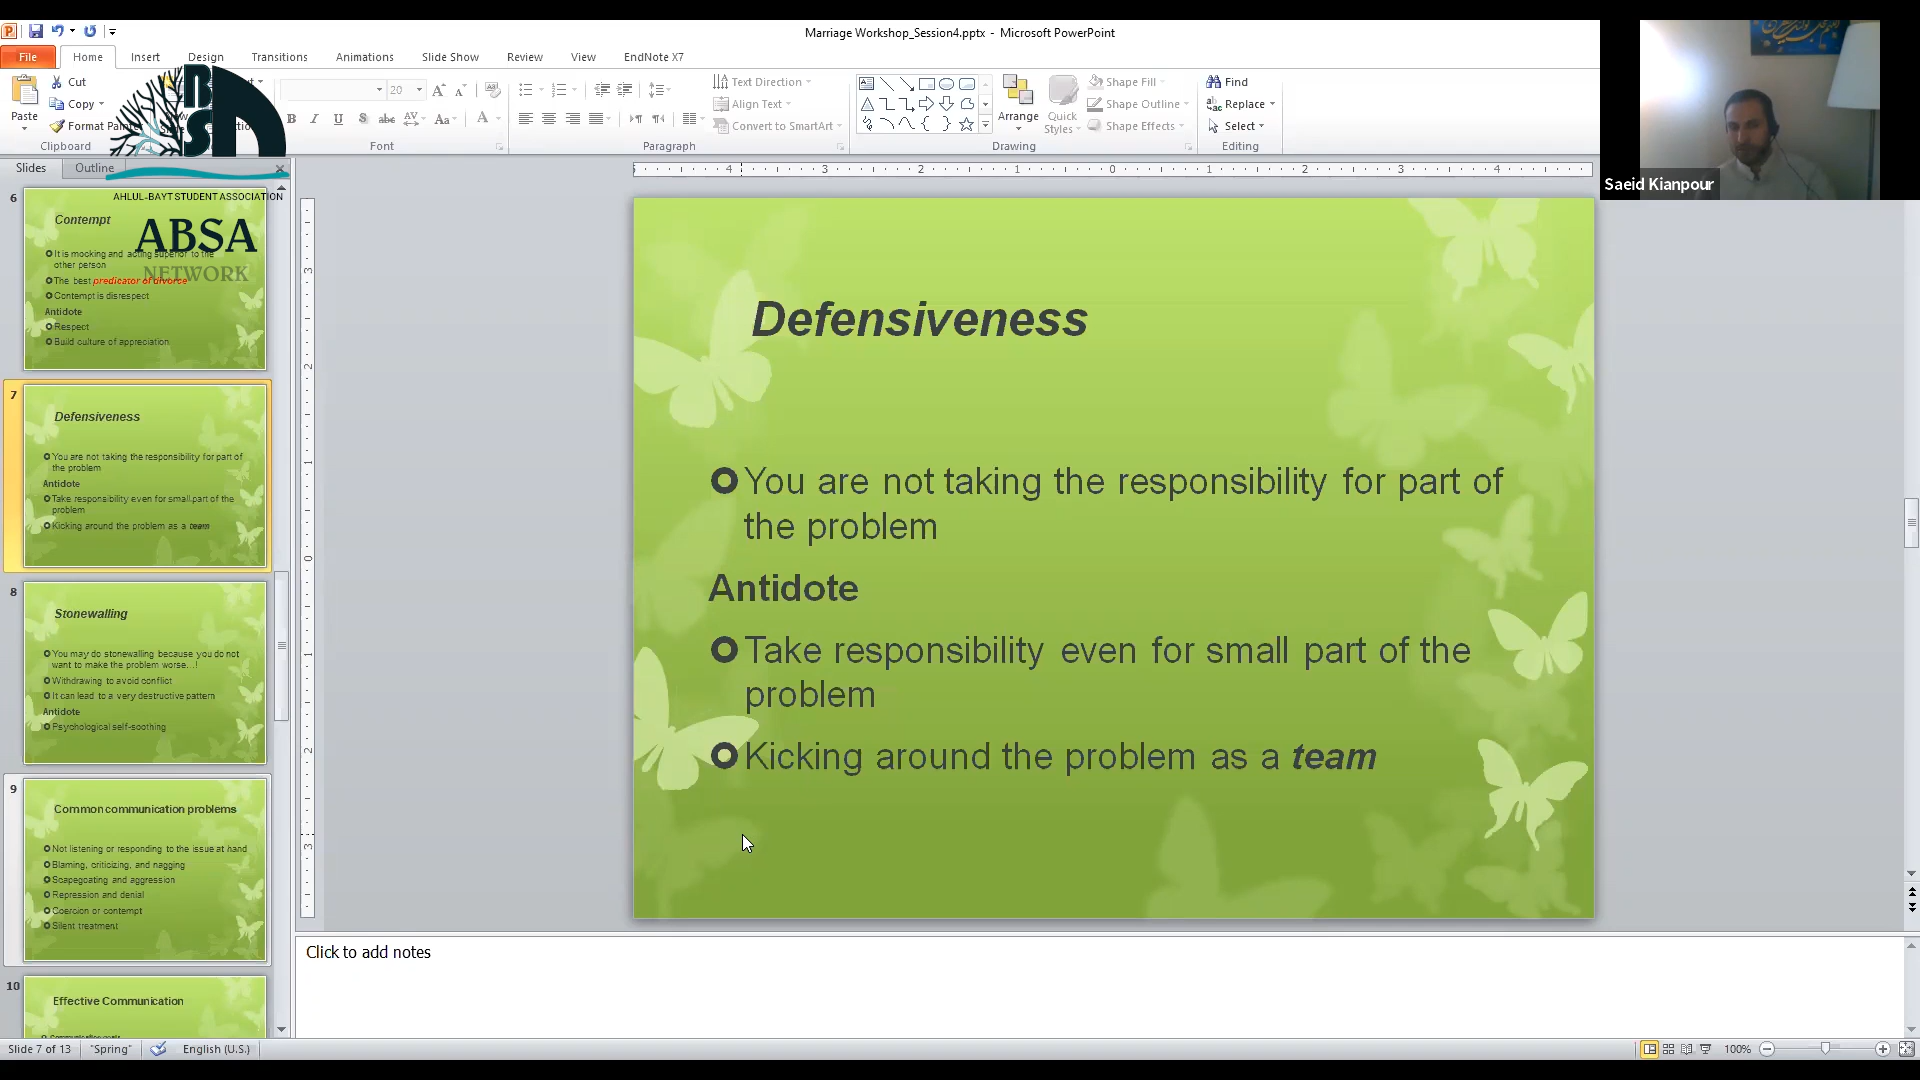 Marriage Workshop_Session4.pptx - Microsoft PowerPoint
File Home Insert Design Transitions Animations Slide Show Review View EndNote X7
Paste
Cut
Copy
Format Painter
Clipboard
20
Font
Text Direction
Align Text
Convert to SmartArt
Paragraph
Arrange
Quick
Styles
Shape Fill
Shape Outline
Shape Effects
Drawing
Find
Replace
Select
Editing
Saeid Kianpour
Slides Outline
AHLUL-BAYT STUDENT ASSOCIATION
ABSA
NETWORK
6
Contempt
It is mocking and acting superior to the
other person
The best predicator of divorce
Contempt is disrespect
Antidote
Respect
Build culture of appreciation
7
Defensiveness
You are not taking the responsibility for part of
the problem
Antidote
Take responsibility even for small part of the
problem
Kicking around the problem as a team
8
Stonewalling
You may do stonewalling because you do not
want to make the problem worse...!
Withdrawing to avoid conflict
It can lead to a very destructive pattern
Antidote
Psychological self-soothing
9
Common communication problems
Not listening or responding to the issue at hand
Blaming, criticizing, and nagging
Scapegoating and aggression
Repression and denial
Coercion or contempt
Silent treatment
10
Effective Communication
Defensiveness
You are not taking the responsibility for part of
the problem
Antidote
Take responsibility even for small part of the
problem
Kicking around the problem as a team
Click to add notes
Slide 7 of 13 "Spring" English (U.S.) 100%